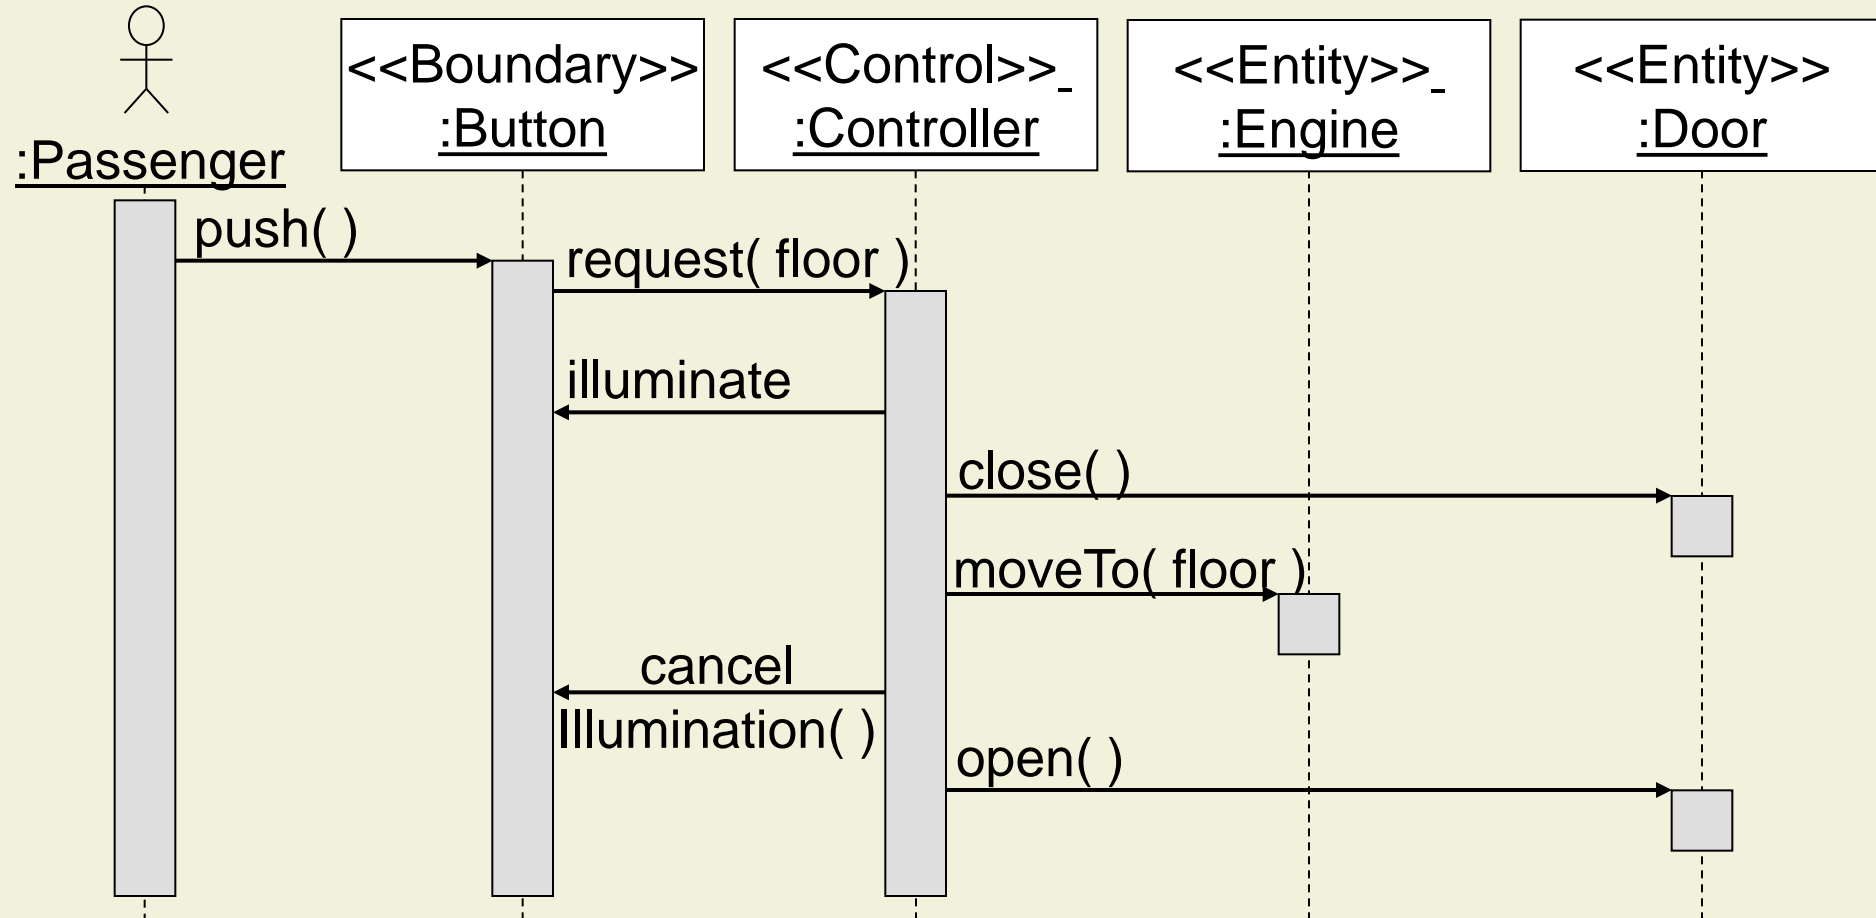 :Passenger
<<Boundary>>
:Button
<<Control>>
:Controller
<<Entity>>
:Engine
<<Entity>>
:Door
push( )
request( floor )
illuminate
close( )
moveTo( floor )
cancel
Illumination( )
open( )